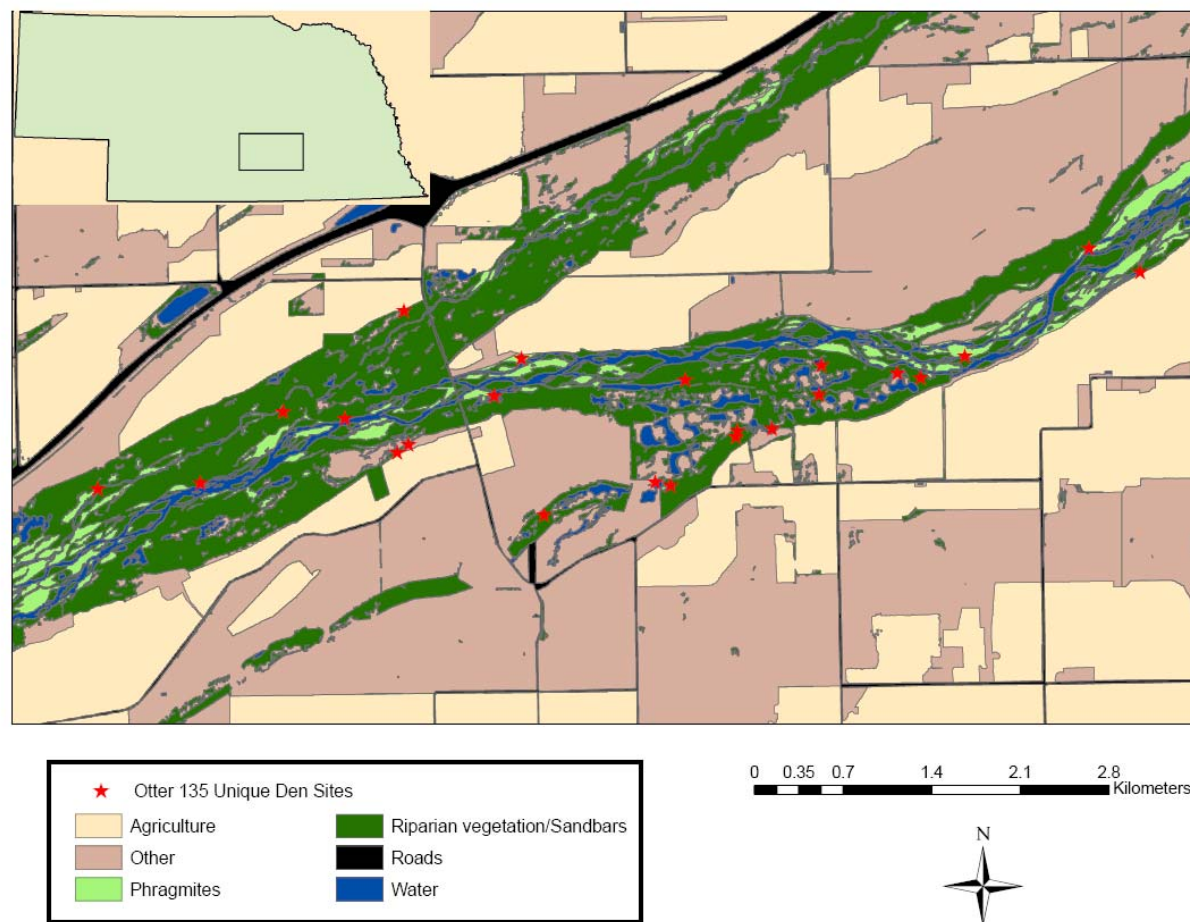 Otter 135 Unique Den Sites
Agriculture
Other
Phragmites
Riparian vegetation/Sandbars
Roads
Water
0 0.35 0.7 1.4 2.1 2.8
Kilometers
N